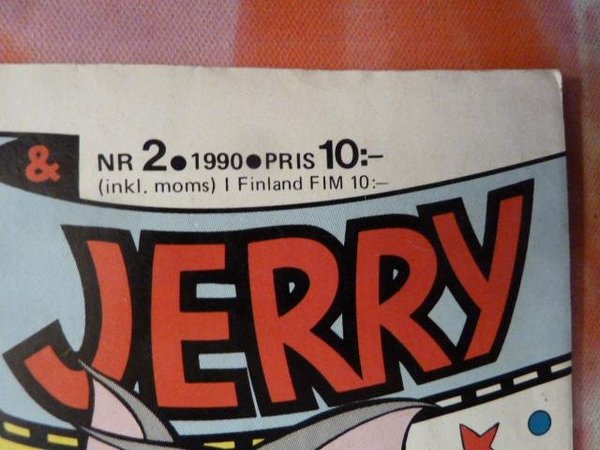 &
NR 2●1990●PRIS 10:–
(inkl. moms) I Finland FIM 10:–
JERRY